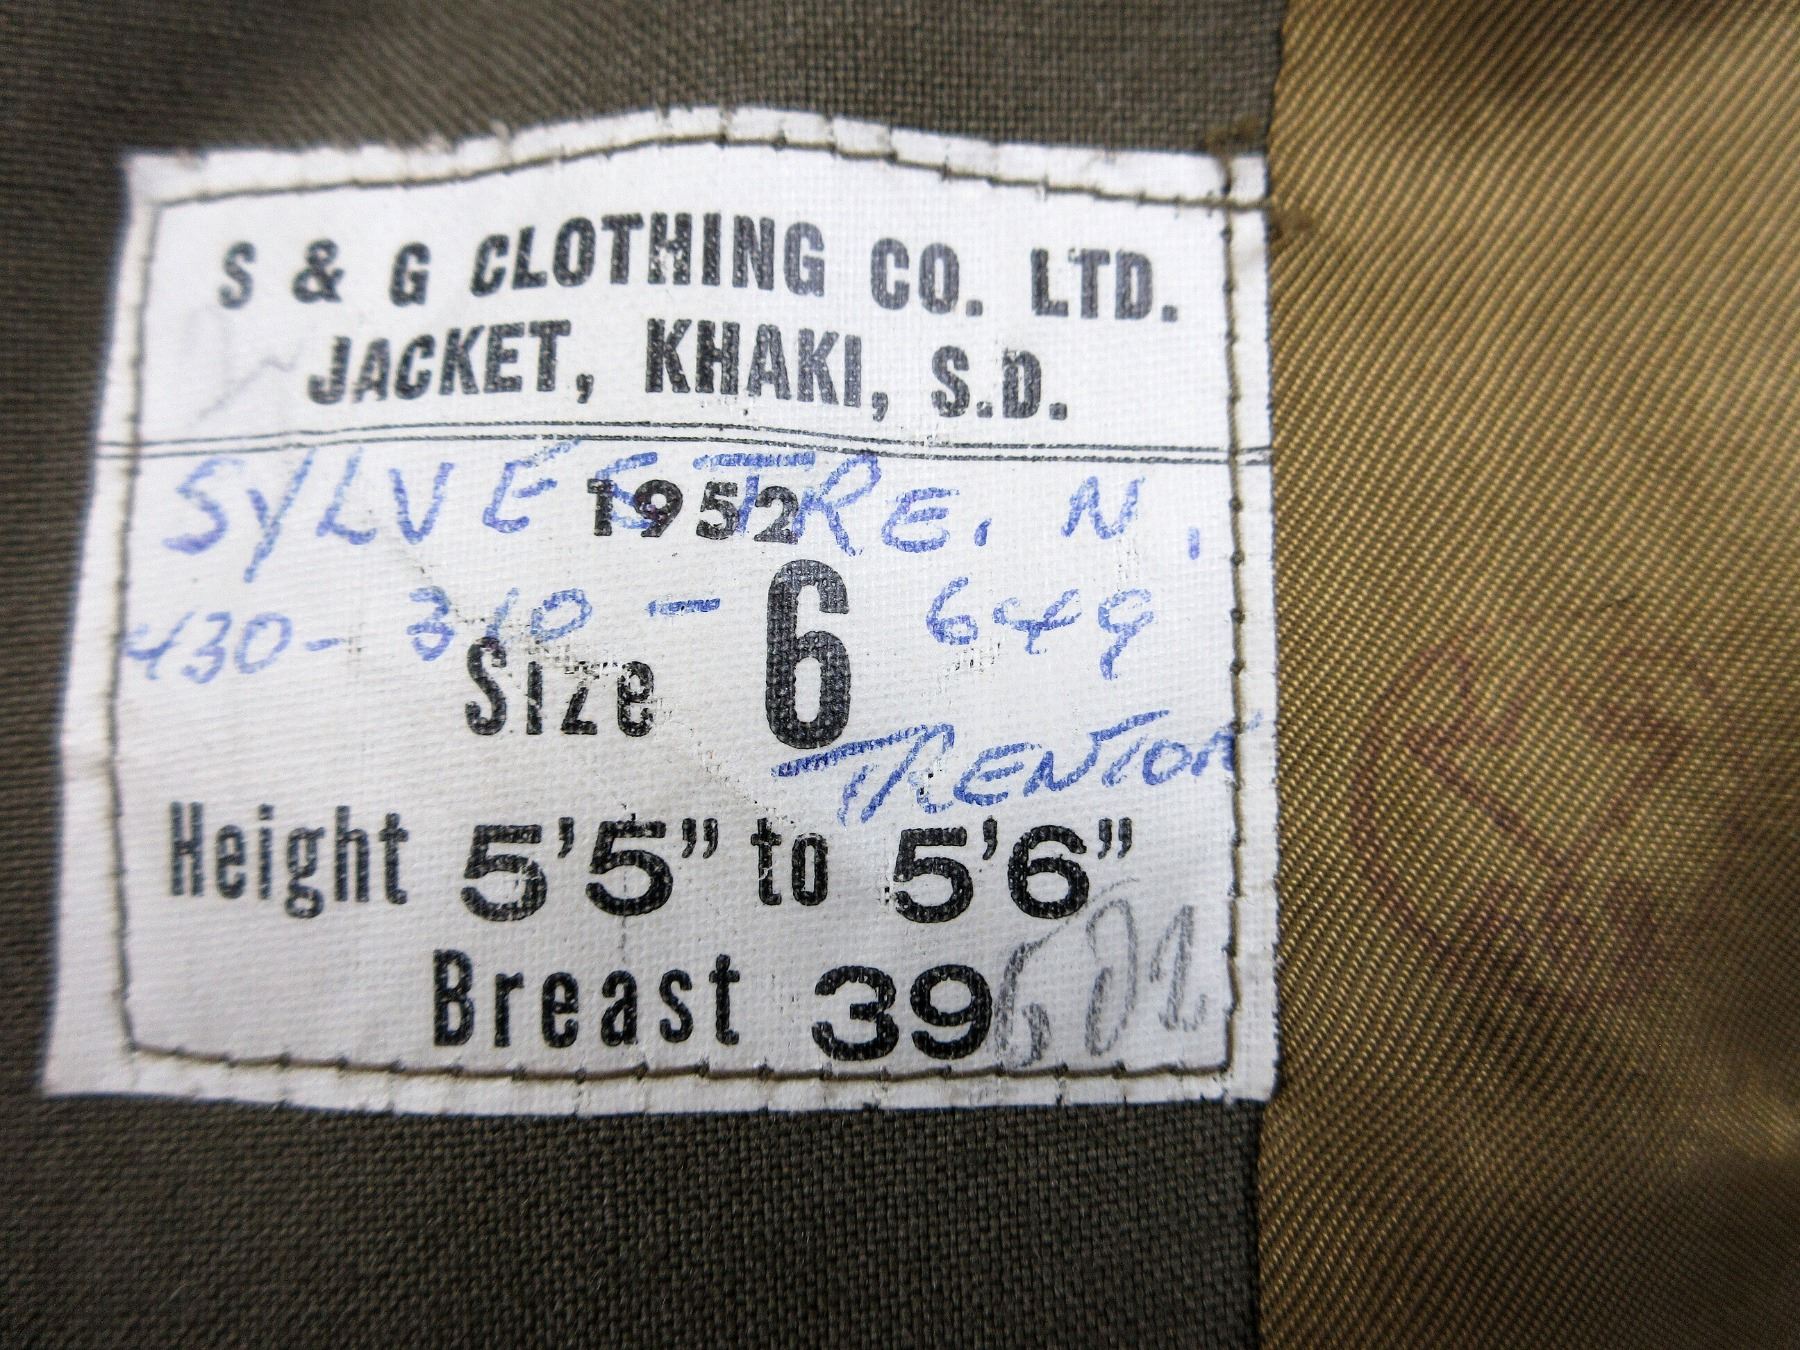 S & G CLOTHING CO. LTD.
JACKET, KHAKI, S.D.
SYLVESTRE. N.
1952
430-310-649
Size 6
TRENTON
Height 5'5" to 5'6"
Breast 39